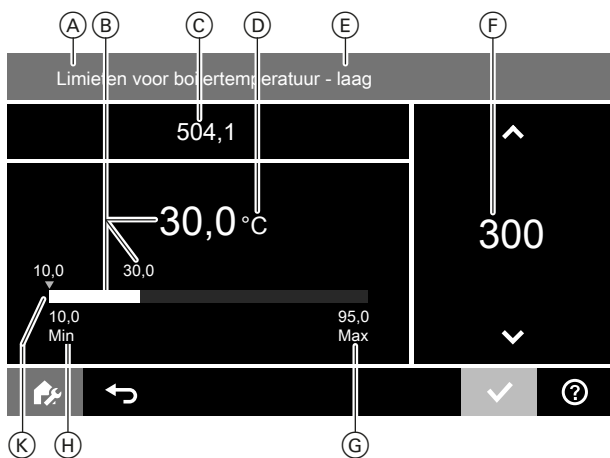 A B C D E F
Limieten voor boilertemperatuur - laag
504,1
30,0 °C
300
10,0 30,0
10,0 95,0
Min Max
?
K H G